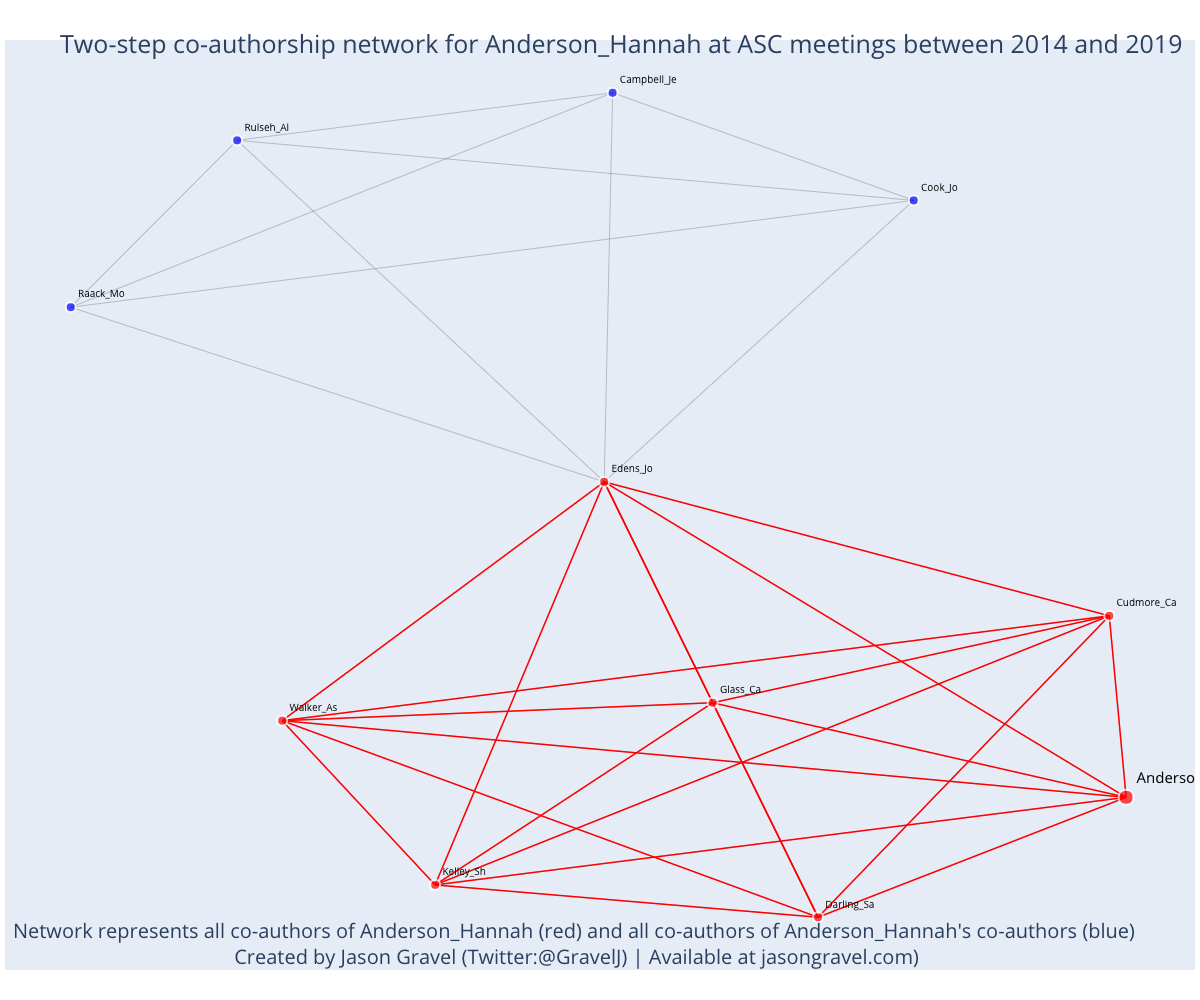 Two-step co-authorship network for Anderson_Hannah at ASC meetings between 2014 and 2019
Campbell_Je
Rulseh_Al
Cook_Jo
Raack_Mo
Edens_Jo
Cudmore_Ca
Glass_Ca
Walker_As
Anderso
Kelley_Sh
Darling_Sa
Network represents all co-authors of Anderson_Hannah (red) and all co-authors of Anderson_Hannah's co-authors (blue)
Created by Jason Gravel (Twitter:@GravelJ) | Available at jasongravel.com)